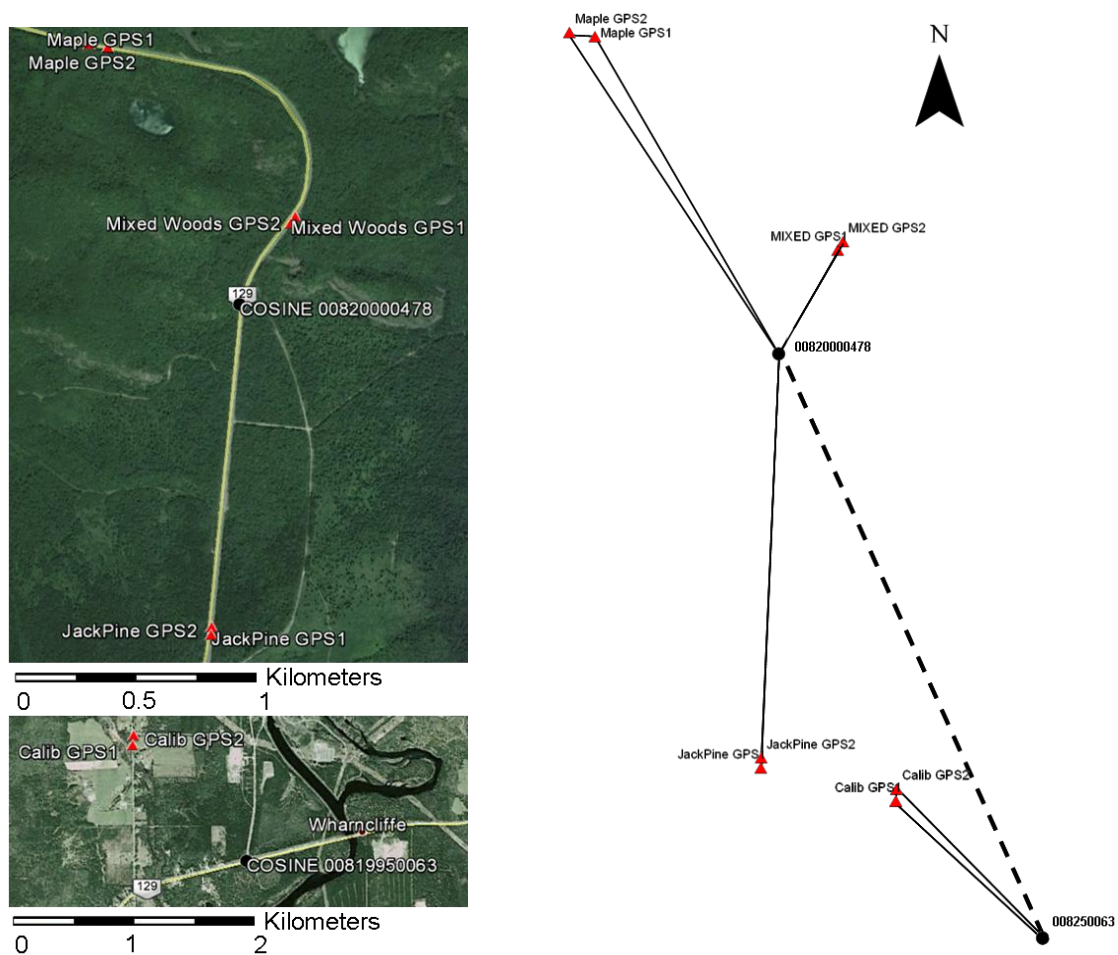 Maple GPS1
Maple GPS2
Mixed Woods GPS2
Mixed Woods GPS1
129
COSINE 00820000478
JackPine GPS2
JackPine GPS1
Kilometers
0 0.5 1
Calib GPS1
Calib GPS2
Wharncliffe
COSINE 00819950063
129
Kilometers
0 1 2
Maple GPS2
Maple GPS1
N
MIXED GPS1
MIXED GPS2
00820000478
JackPine GPS
JackPine GPS2
Calib GPS1
Calib GPS2
008250063